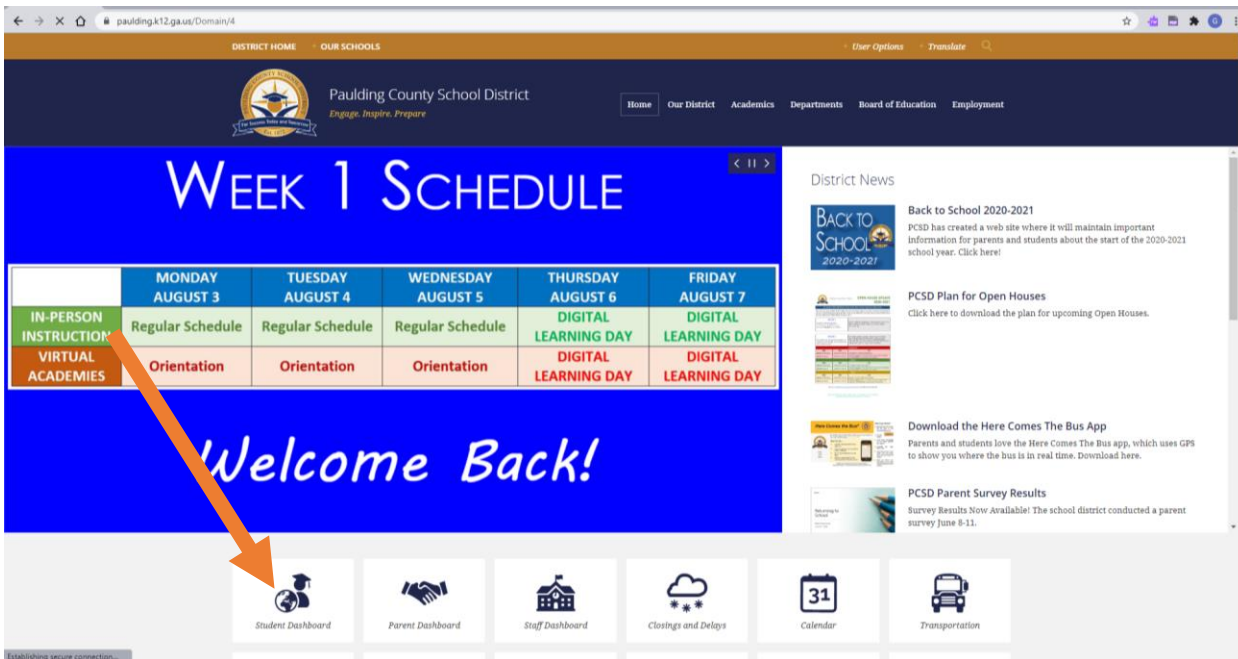 paulding.k12.ga.us/Domain/4
DISTRICT HOME
OUR SCHOOLS
User Options
Translate
Paulding County School District
Engage. Inspire. Prepare
Home
Our District
Academics
Departments
Board of Education
Employment
WEEK 1 SCHEDULE
MONDAY
AUGUST 3
TUESDAY
AUGUST 4
WEDNESDAY
AUGUST 5
THURSDAY
AUGUST 6
FRIDAY
AUGUST 7
IN-PERSON
INSTRUCTION
Regular Schedule
Regular Schedule
Regular Schedule
DIGITAL
LEARNING DAY
DIGITAL
LEARNING DAY
VIRTUAL
ACADEMIES
Orientation
Orientation
Orientation
DIGITAL
LEARNING DAY
DIGITAL
LEARNING DAY
Welcome Back!
District News
BACK TO
SCHOOL
2020-2021
Back to School 2020-2021
PCSD has created a web site where it will maintain important
information for parents and students about the start of the 2020-2021
school year. Click here!
PCSD Plan for Open Houses
Click here to download the plan for upcoming Open Houses.
Here Comes the Bus
Download the Here Comes The Bus App
Parents and students love the Here Comes The Bus app, which uses GPS
to show you where the bus is in real time. Download here.
PCSD Parent Survey Results
Survey Results Now Available! The school district conducted a parent
survey June 8-11.
Student Dashboard
Parent Dashboard
Staff Dashboard
Closings and Delays
31
Calendar
Transportation
Establishing secure connection...